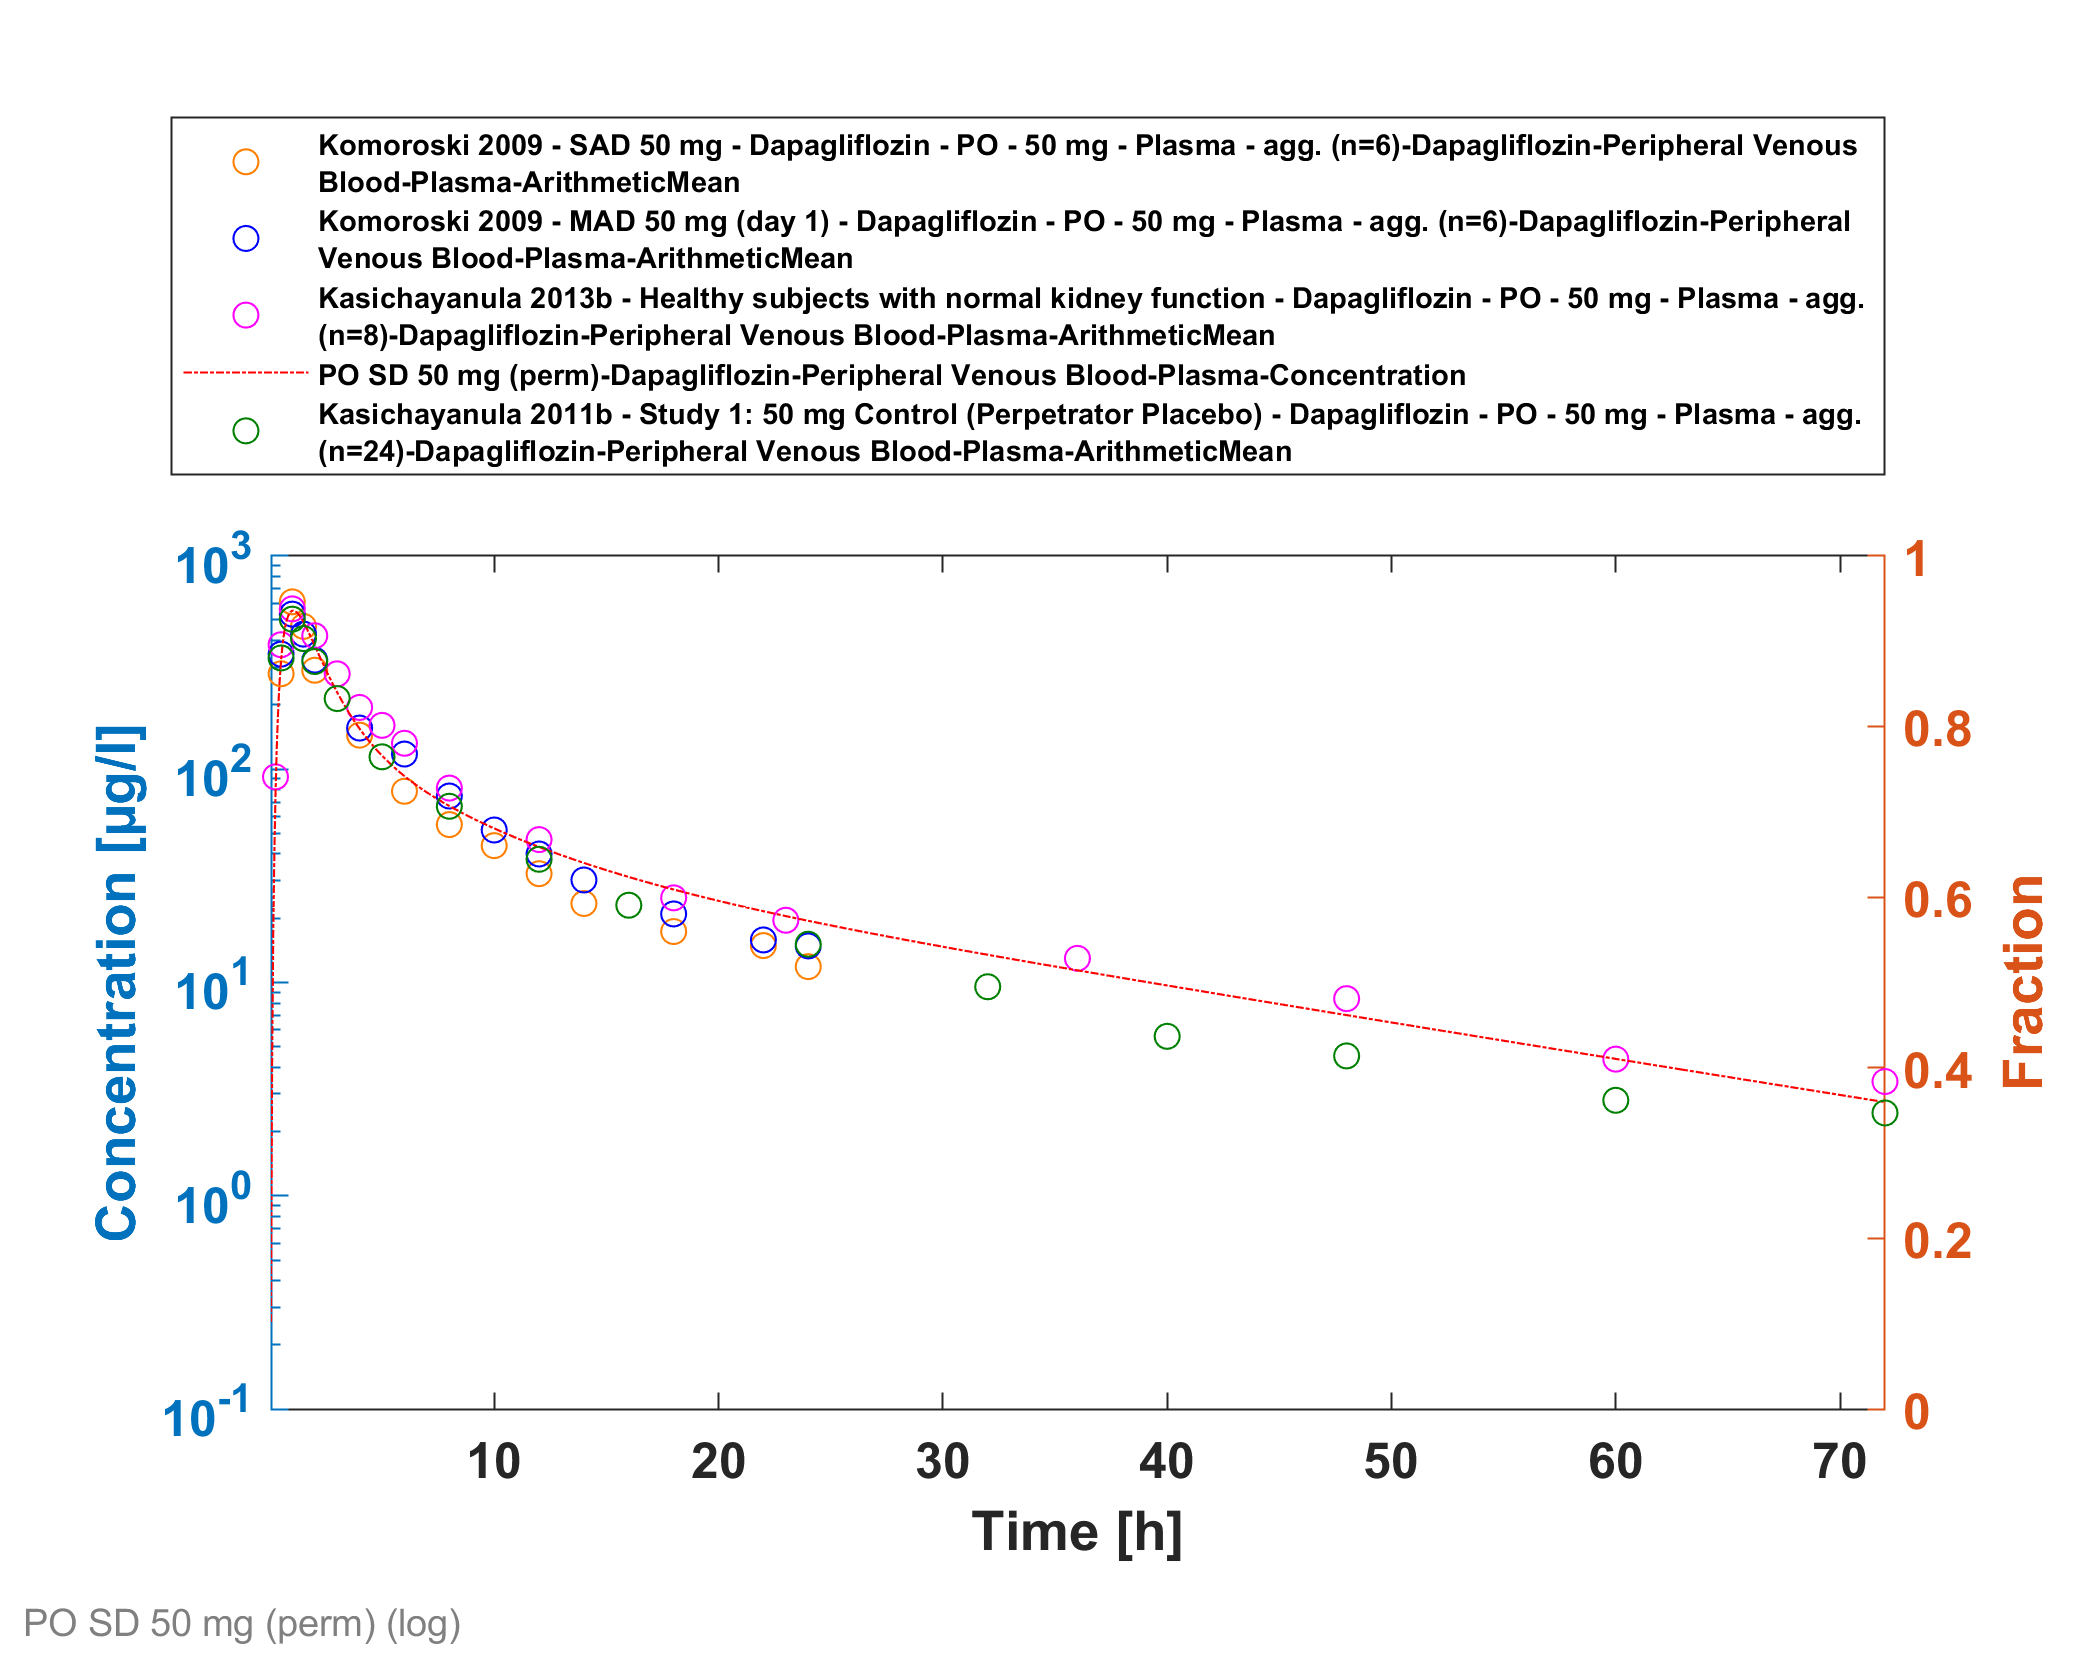 Komoroski 2009 - SAD 50 mg - Dapagliflozin - PO - 50 mg - Plasma - agg. (n=6)-Dapagliflozin-Peripheral Venous
Blood-Plasma-ArithmeticMean
Komoroski 2009 - MAD 50 mg (day 1) - Dapagliflozin - PO - 50 mg - Plasma - agg. (n=6)-Dapagliflozin-Peripheral
Venous Blood-Plasma-ArithmeticMean
Kasichayanula 2013b - Healthy subjects with normal kidney function - Dapagliflozin - PO - 50 mg - Plasma - agg.
(n=8)-Dapagliflozin-Peripheral Venous Blood-Plasma-ArithmeticMean
PO SD 50 mg (perm)-Dapagliflozin-Peripheral Venous Blood-Plasma-Concentration
Kasichayanula 2011b - Study 1: 50 mg Control (Perpetrator Placebo) - Dapagliflozin - PO - 50 mg - Plasma - agg.
(n=24)-Dapagliflozin-Peripheral Venous Blood-Plasma-ArithmeticMean
10^3
10^2
10^1
10^0
10^-1
Concentration [µg/l]
1
0.8
0.6
0.4
0.2
0
Fraction
10 20 30 40 50 60 70
Time [h]
PO SD 50 mg (perm) (log)